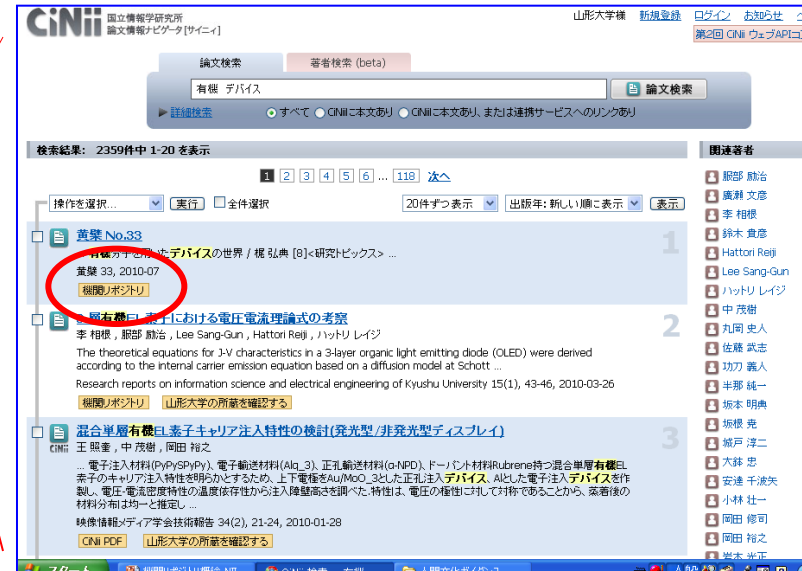 CiNii 国立情報学研究所
論文情報ナビゲータ[サイニィ]
山形大学様 新規登録 ログイン お知らせ
第2回 CiNii ウェブAPIコ
論文検索 著者検索 (beta)
有機 デバイス 論文検索
詳細検索 すべて CiNiiに本文あり CiNiiに本文あり、または連携サービスへのリンクあり
検索結果: 2359件中 1-20 を表示
1 2 3 4 5 6 ... 118 次へ
操作を選択... 実行 全件選択 20件ずつ表示 出版年:新しい順に表示 表示
黄檗 No.33
1
いたデバイスの世界 / 梶 弘典 [8]<研究トピックス> ...
黄檗 33, 2010-07
機関リポジトリ
層有機EL素子における電圧電流理論式の考察
2
李 相根 , 服部 励治 , Lee Sang-Gun , Hattori Reiji , ハットリ レイジ
The theoretical equations for J-V characteristics in a 3-layer organic light emitting diode (OLED) were derived
according to the internal carrier emission equation based on a diffusion model at Schott ...
Research reports on information science and electrical engineering of Kyushu University 15(1), 43-46, 2010-03-26
機関リポジトリ 山形大学の所蔵を確認する
混合単層有機EL素子キャリア注入特性の検討(発光型/非発光型ディスプレイ)
3
CiNii 王 照奎 , 中 茂樹 , 岡田 裕之
... 電子注入材料(PyPySPyPy)、電子輸送材料(Alq_3)、正孔輸送材料(α-NPD)、ドーパント材料Rubrene持つ混合単層有機EL
素子のキャリア注入特性を明らかとするため、上下電極をAu/MoO_3とした正孔注入デバイス、Alとした電子注入デバイスを作
製し、電圧-電流密度特性の温度依存性から注入障壁高さを調べた.特性は、電圧の極性に対して対称であることから、蒸着後の
材料分布は均一と推定し ...
映像情報メディア学会技術報告 34(2), 21-24, 2010-01-28
CiNii PDF 山形大学の所蔵を確認する
関連著者
服部 励治
廣瀬 文彦
李 相根
鈴木 貴彦
Hattori Reiji
Lee Sang-Gun
ハットリ レイジ
中 茂樹
丸岡 史人
佐藤 武志
功刀 義人
半那 純一
坂本 明典
坂根 堯
城戸 淳二
大鉢 忠
安達 千波矢
小林 壮一
岡田 修司
岡田 裕之